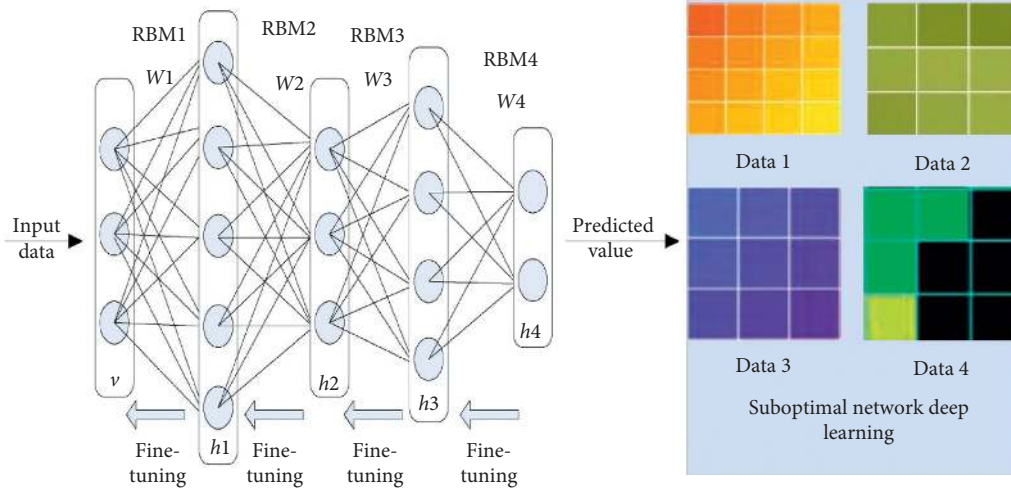 RBM1
RBM2
RBM3
RBM4
W1
W2
W3
W4
Input
data
v
h1
h2
h3
h4
Fine-
tuning
Fine-
tuning
Fine-
tuning
Fine-
tuning
Predicted
value
Data 1
Data 2
Data 3
Data 4
Suboptimal network deep
learning